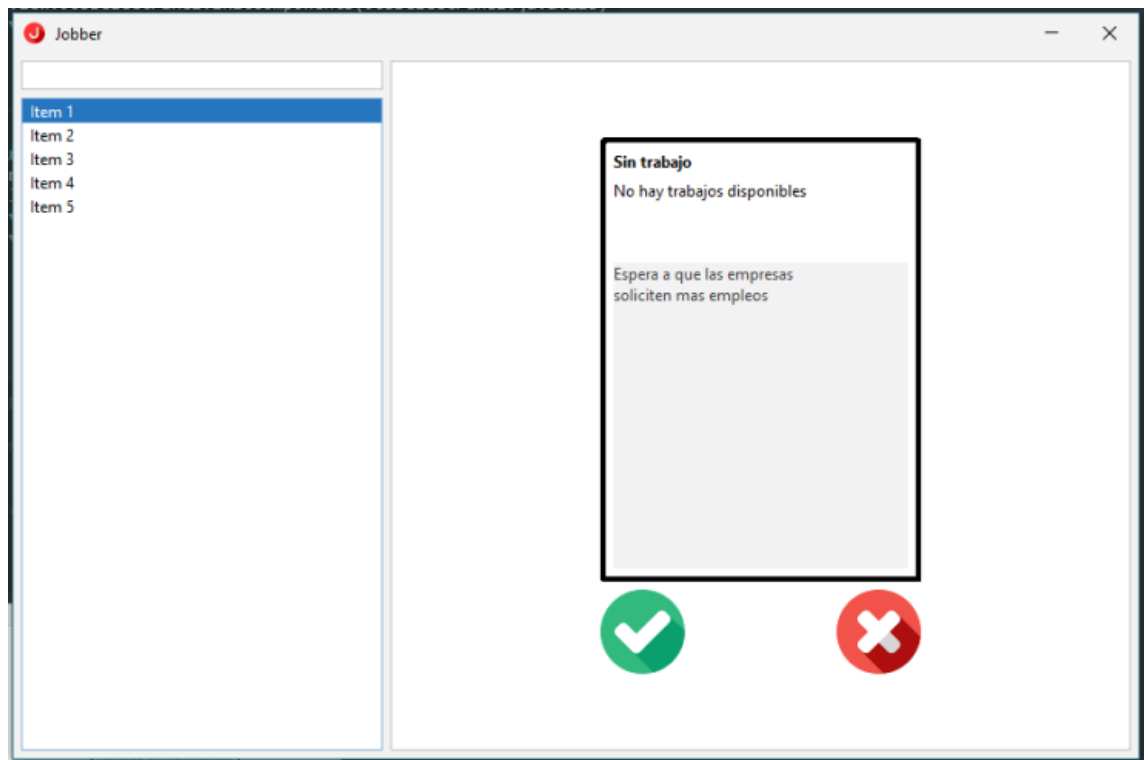 Jobber
Item 1
Item 2
Item 3
Item 4
Item 5
Sin trabajo
No hay trabajos disponibles
Espera a que las empresas
soliciten mas empleos